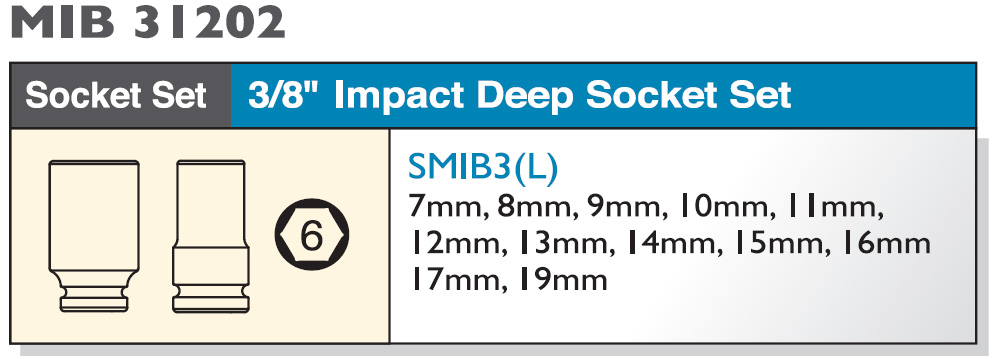 MIB 31202
Socket Set
3/8" Impact Deep Socket Set
SMIB3(L)
7mm, 8mm, 9mm, 10mm, 11mm,
12mm, 13mm, 14mm, 15mm, 16mm
17mm, 19mm
6